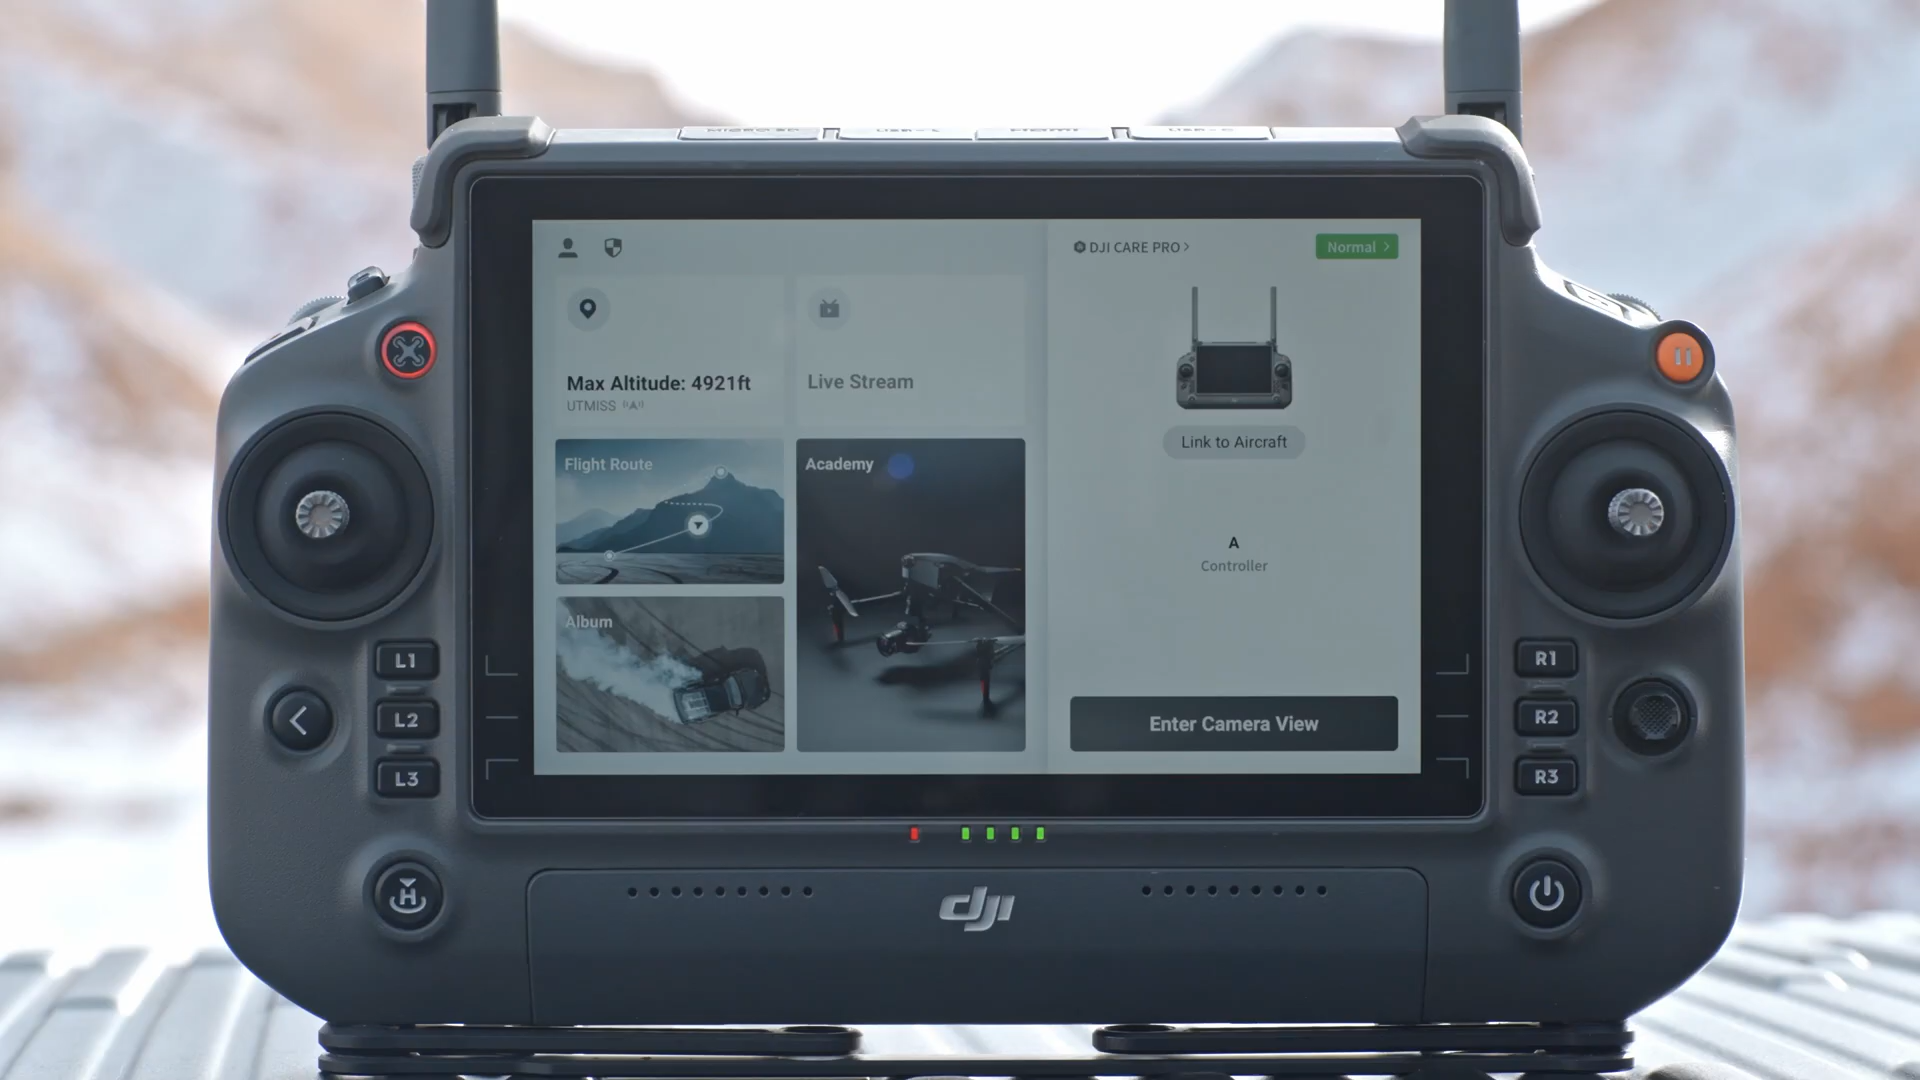 DJI CARE PRO
Normal
Max Altitude: 4921ft
UTMISS
Live Stream
Link to Aircraft
Flight Route
Academy
A
Controller
Album
Enter Camera View
L1
L2
L3
R1
R2
R3
H
dji